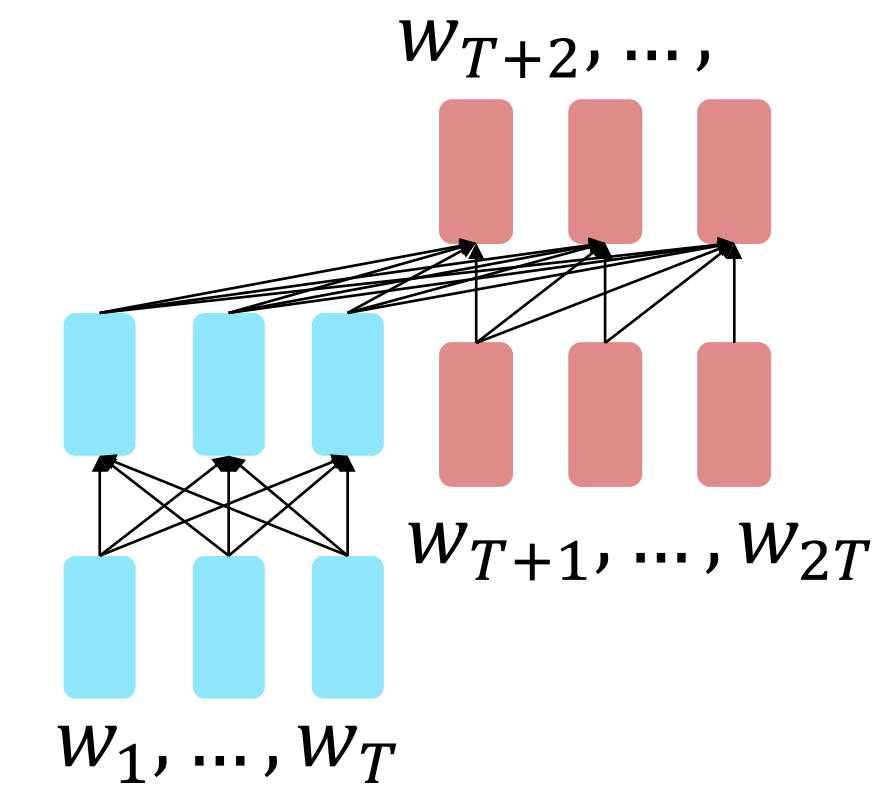 w_{T+2}, ... ,
w_{T+1}, ... , w_{2T}
w_1, ... , w_T